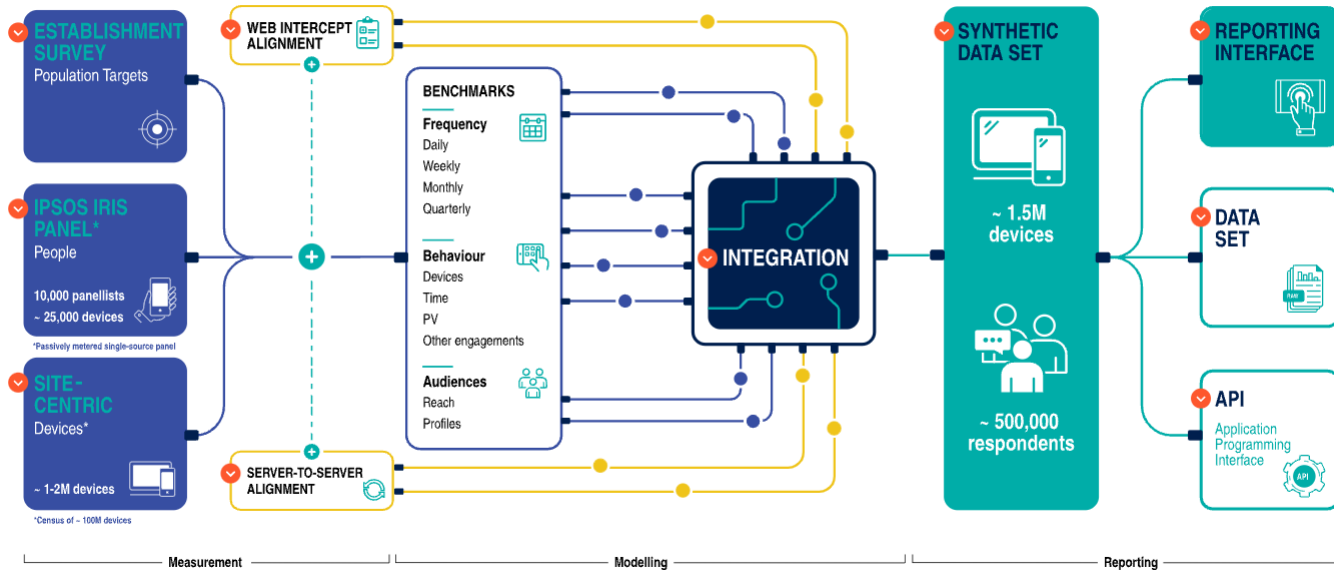 ESTABLISHMENT
SURVEY
Population Targets
IPSOS IRIS
PANEL*
People
10,000 panellists
~ 25,000 devices
*Passively metered single-source panel
SITE-
CENTRIC
Devices*
~ 1-2M devices
*Census of ~ 100M devices
WEB INTERCEPT
ALIGNMENT
SERVER-TO-SERVER
ALIGNMENT
BENCHMARKS
Frequency
Daily
Weekly
Monthly
Quarterly
Behaviour
Devices
Time
PV
Other engagements
Audiences
Reach
Profiles
INTEGRATION
SYNTHETIC
DATA SET
~ 1.5M
devices
~ 500,000
respondents
REPORTING
INTERFACE
DATA
SET
API
Application
Programming
Interface
API
Measurement
Modelling
Reporting